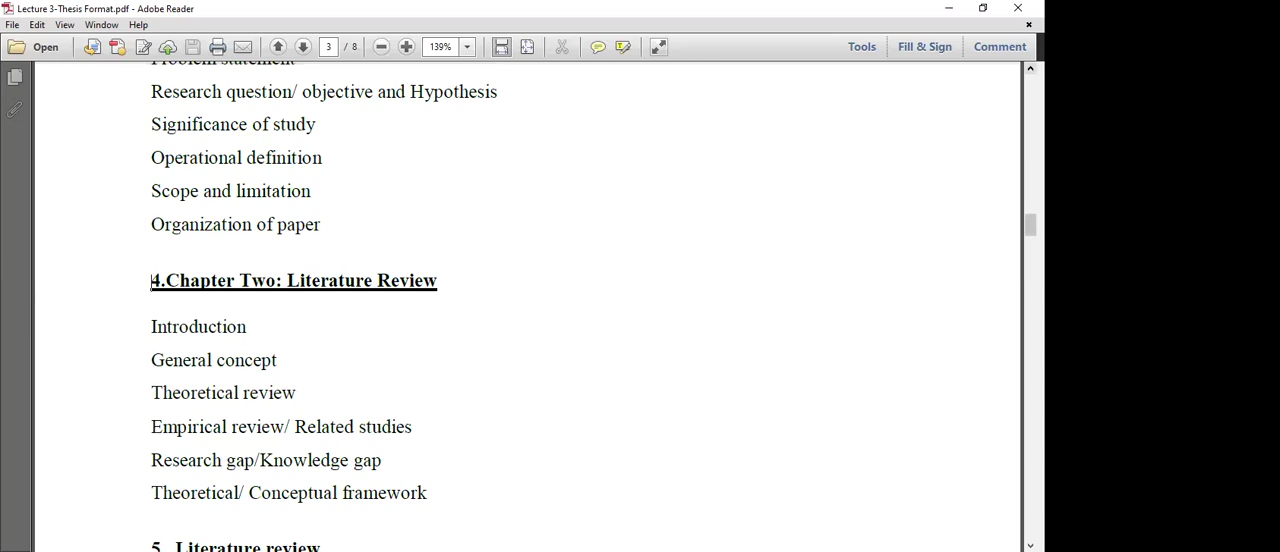 Lecture 3-Thesis Format.pdf - Adobe Reader
File Edit View Window Help
Open 3 / 8 139% Tools Fill & Sign Comment
Problem statement
Research question/ objective and Hypothesis
Significance of study
Operational definition
Scope and limitation
Organization of paper
4.Chapter Two: Literature Review
Introduction
General concept
Theoretical review
Empirical review/ Related studies
Research gap/Knowledge gap
Theoretical/ Conceptual framework
5. Literature review